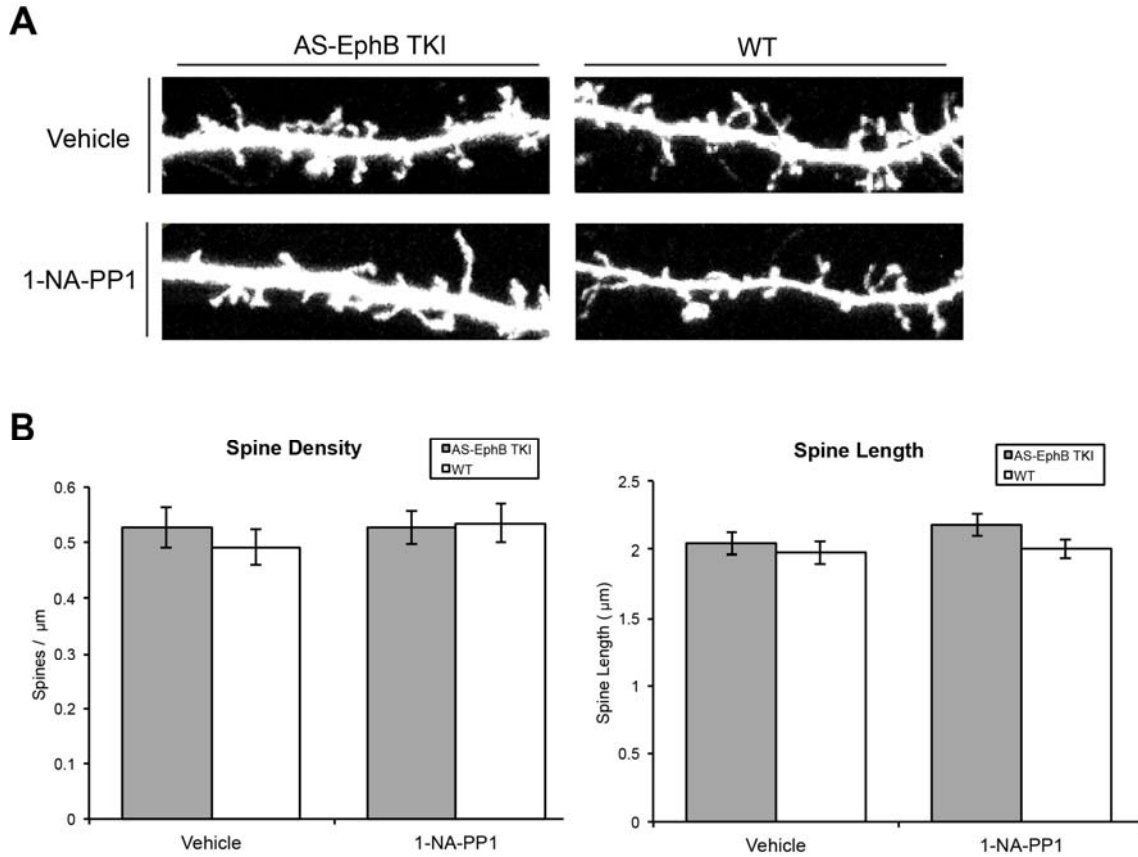 A
AS-EphB TKI
WT
Vehicle
1-NA-PP1
B
Spine Density
AS-EphB TKI
WT
0.6
0.5
0.4
0.3
0.2
0.1
0
Spines / µm
Vehicle
1-NA-PP1
Spine Length
AS-EphB TKI
WT
2.5
2
1.5
1
0.5
0
Spine Length ( µm)
Vehicle
1-NA-PP1